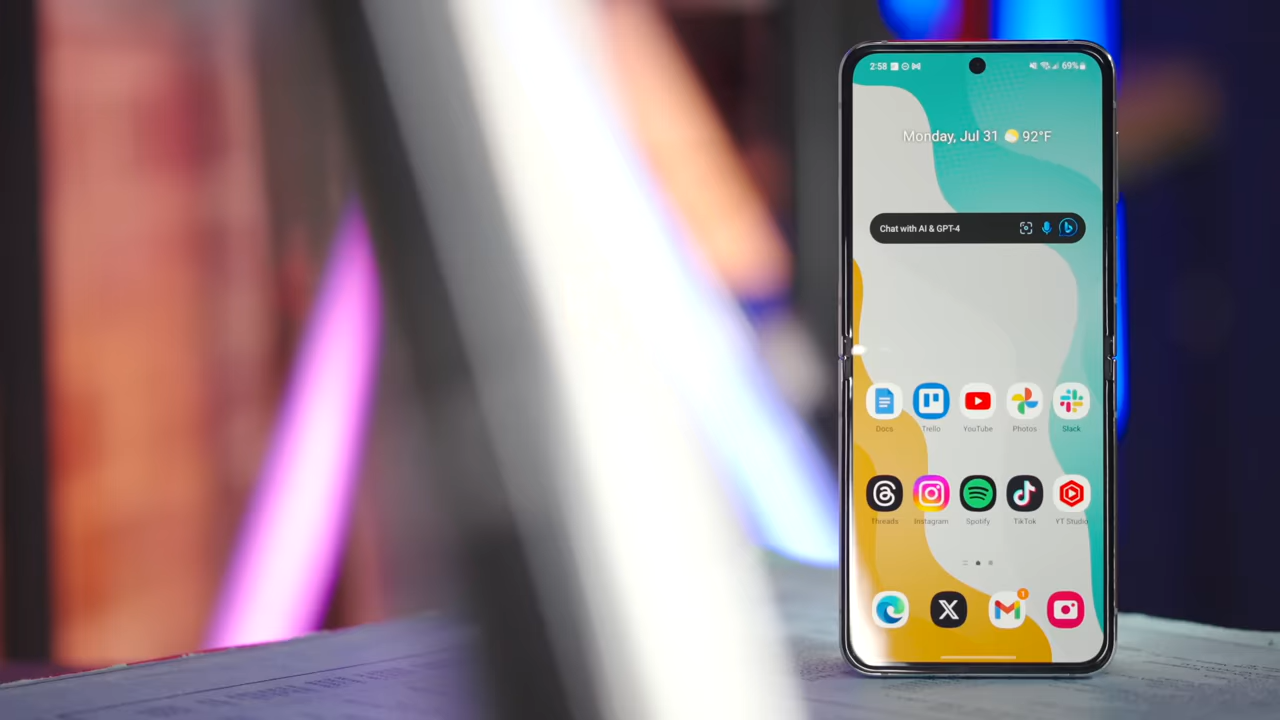 2:58 69%
Monday, Jul 31 92°F
Chat with AI & GPT-4
Docs Trello YouTube Photos Slack
Threads Instagram Spotify TikTok YT Studio
1